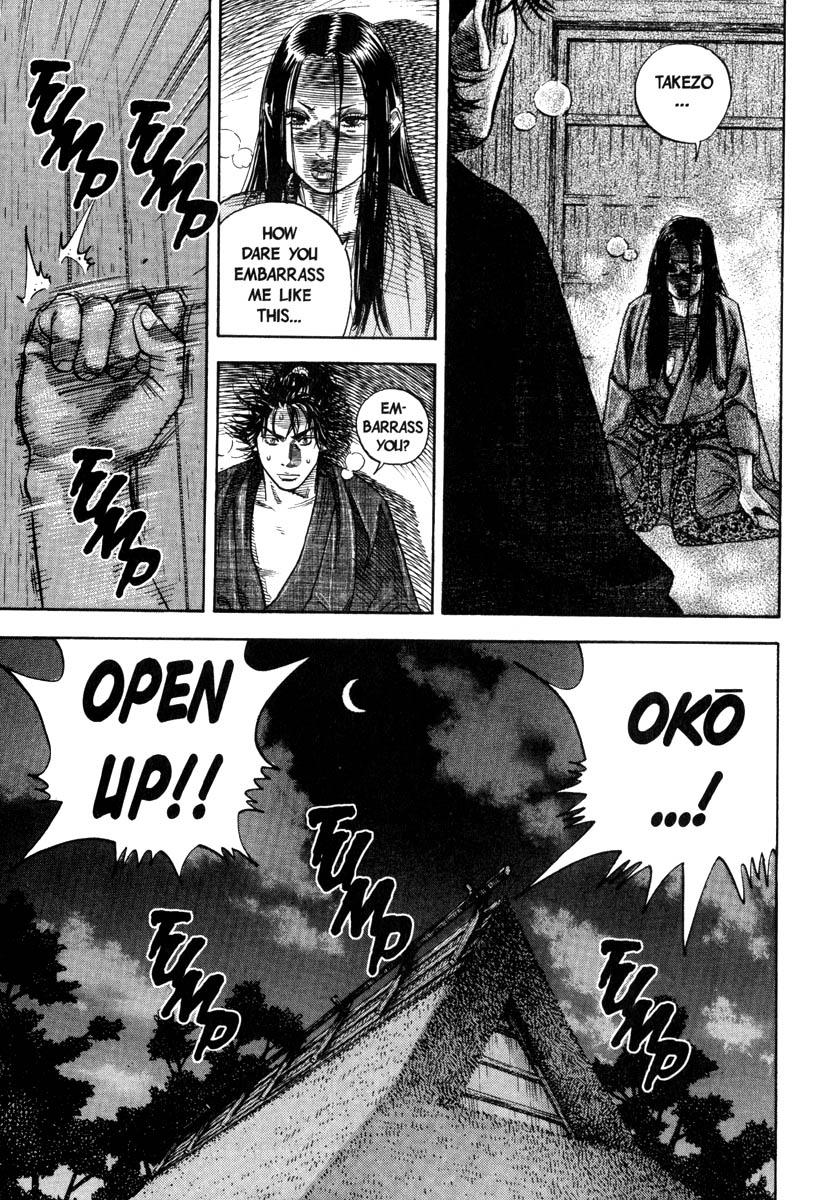 TAKEZŌ
...
HOW
DARE YOU
EMBARRASS
ME LIKE
THIS...
EM-
BARRASS
YOU?
TUMP
TUMP
TUMP
OKŌ
....!
OPEN
UP!!
TUMP
TUMP
TUMP